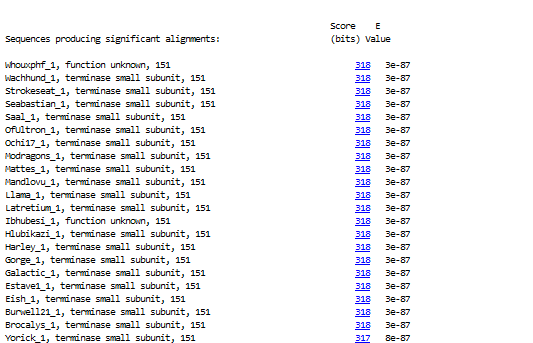 Score E
Sequences producing significant alignments: (bits) Value
Whouxphf_1, function unknown, 151 318 3e-87
Wachhund_1, terminase small subunit, 151 318 3e-87
Strokeseat_1, terminase small subunit, 151 318 3e-87
Seabastian_1, terminase small subunit, 151 318 3e-87
Saal_1, terminase small subunit, 151 318 3e-87
OfUltron_1, terminase small subunit, 151 318 3e-87
Ochi17_1, terminase small subunit, 151 318 3e-87
Modragons_1, terminase small subunit, 151 318 3e-87
Mattes_1, terminase small subunit, 151 318 3e-87
Mandlovu_1, terminase small subunit, 151 318 3e-87
Llama_1, terminase small subunit, 151 318 3e-87
Latretium_1, terminase small subunit, 151 318 3e-87
Ibhubesi_1, function unknown, 151 318 3e-87
Hlubikazi_1, terminase small subunit, 151 318 3e-87
Harley_1, terminase small subunit, 151 318 3e-87
Gorge_1, terminase small subunit, 151 318 3e-87
Galactic_1, terminase small subunit, 151 318 3e-87
Estave1_1, terminase small subunit, 151 318 3e-87
Eish_1, terminase small subunit, 151 318 3e-87
Burwell21_1, terminase small subunit, 151 318 3e-87
Brocalys_1, terminase small subunit, 151 318 3e-87
Yorick_1, terminase small subunit, 151 317 8e-87